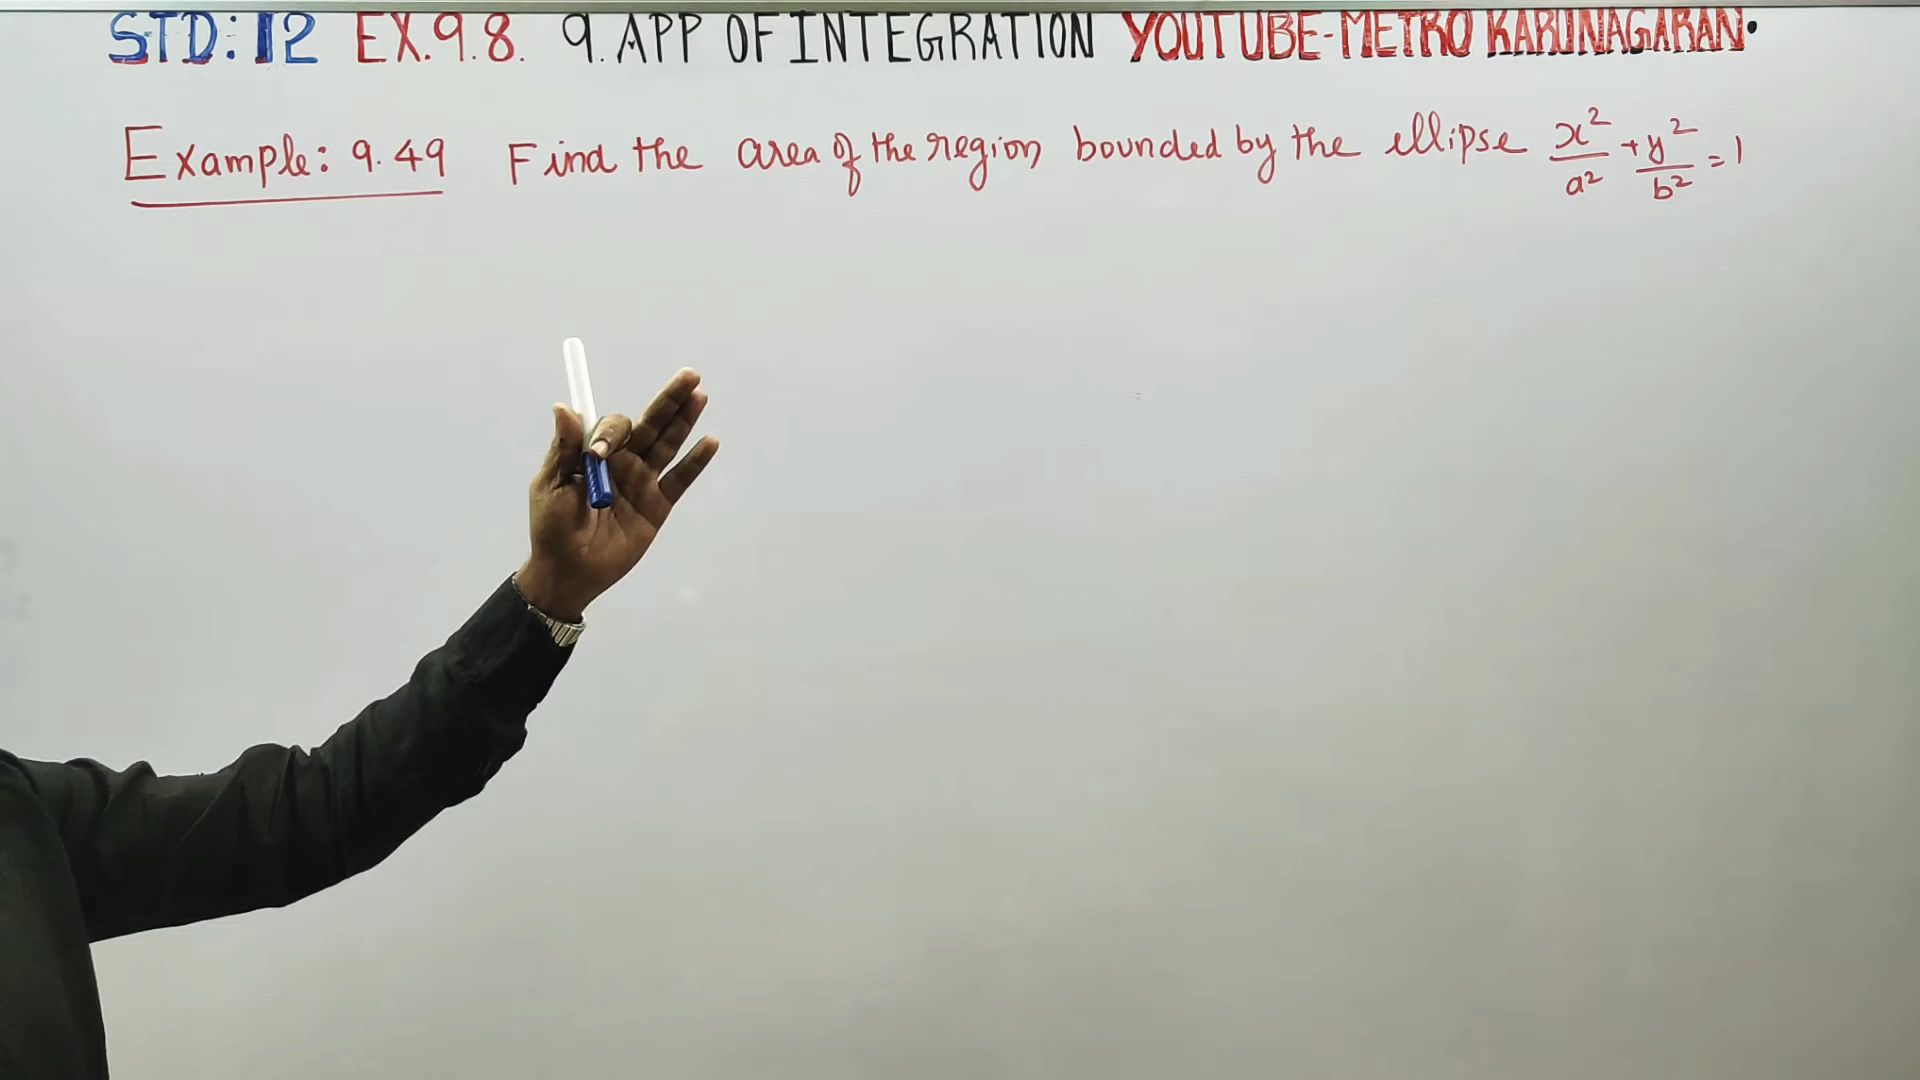 STD: 12 EX.9.8. 9. APP OF INTEGRATION YOUTUBE-METRO KARUNAGARAN.
Example: 9.49 Find the area of the region bounded by the ellipse x²/a² + y²/b² = 1